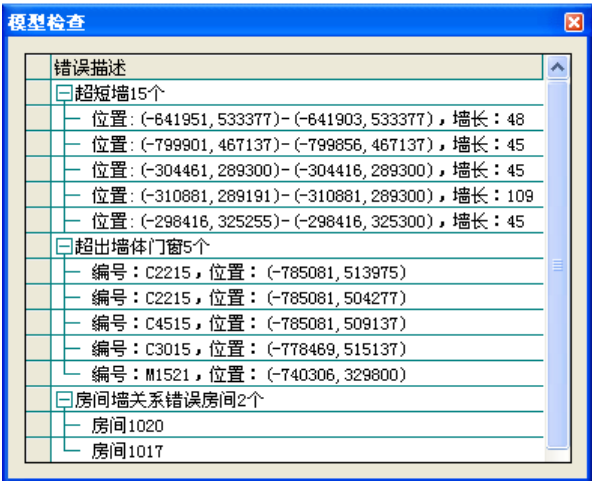 模型检查
错误描述
超短墙15个
位置:(-641951,533377)-(-641903,533377),墙长:48
位置:(-799901,467137)-(-799856,467137),墙长:45
位置:(-304461,289300)-(-304416,289300),墙长:45
位置:(-310881,289191)-(-310881,289300),墙长:109
位置:(-298416,325255)-(-298416,325300),墙长:45
超出墙体门窗5个
编号:C2215,位置:(-785081,513975)
编号:C2215,位置:(-785081,504277)
编号:C4515,位置:(-785081,509137)
编号:C3015,位置:(-778469,515137)
编号:M1521,位置:(-740306,329800)
房间墙关系错误房间2个
房间1020
房间1017